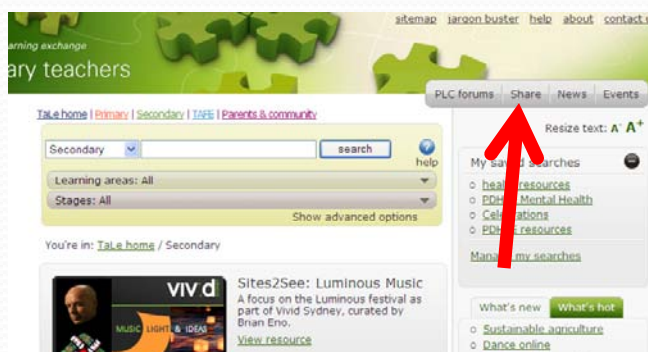 sitemap jargon buster help about contact
arning exchange
ary teachers
PLC forums Share News Events
TaLe home | Primary | Secondary | TAFE | Parents & community
Resize text: A- A+
Secondary search help
My saved searches
Learning areas: All
health resources
Stages: All
Mental Health
Show advanced options
resources
You're in: TaLe home / Secondary
my searches
VIVID
MUSIC LIGHT & IDEAS
Sites2See: Luminous Music
A focus on the Luminous festival as
part of Vivid Sydney, curated by
Brian Eno.
View resource
What's new What's hot
Sustainable agriculture
Dance online